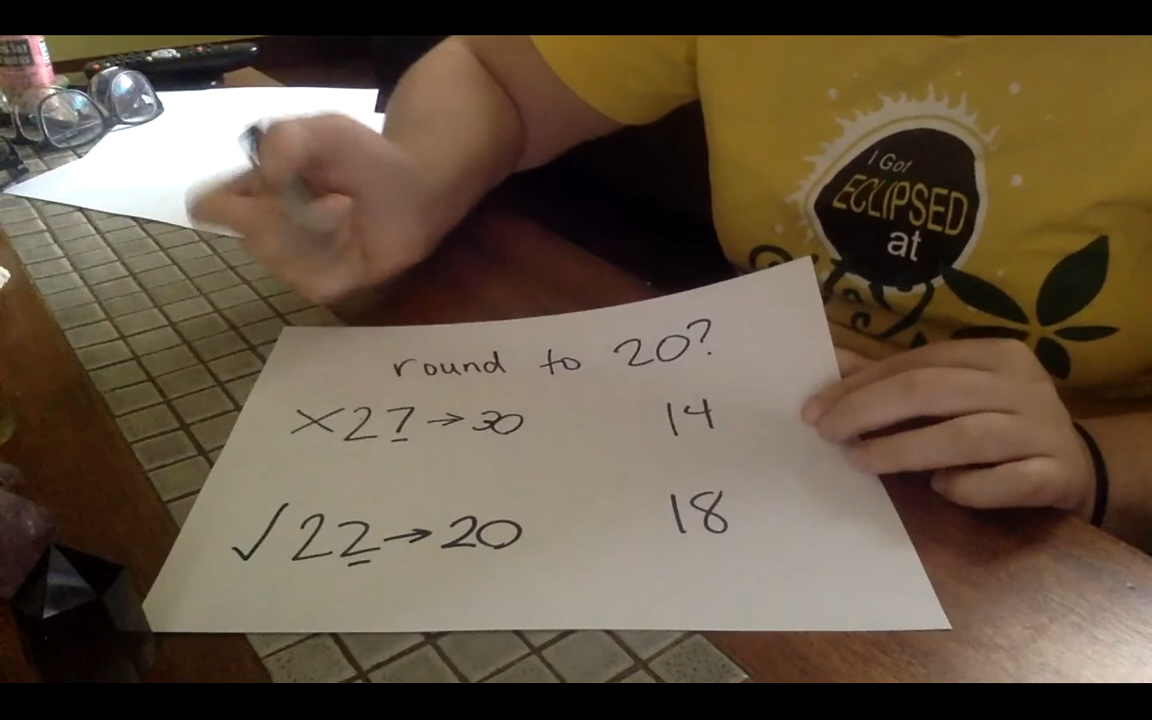 I Got
ECLIPSED
at
round to 20?
×27→30
14
✓22→20
18